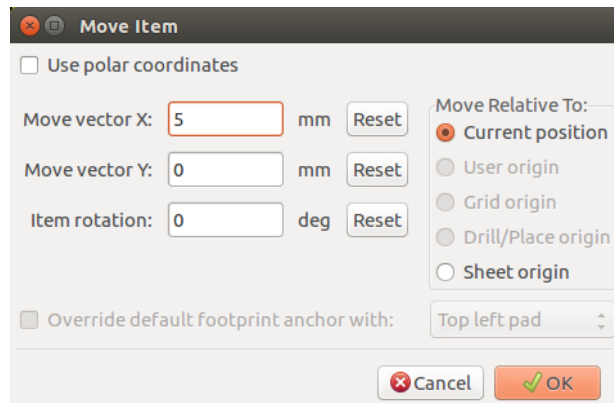 Move Item
Use polar coordinates
Move vector X: 5 mm Reset
Move vector Y: 0 mm Reset
Item rotation: 0 deg Reset
Move Relative To:
Current position
User origin
Grid origin
Drill/Place origin
Sheet origin
Override default footprint anchor with: Top left pad
Cancel OK